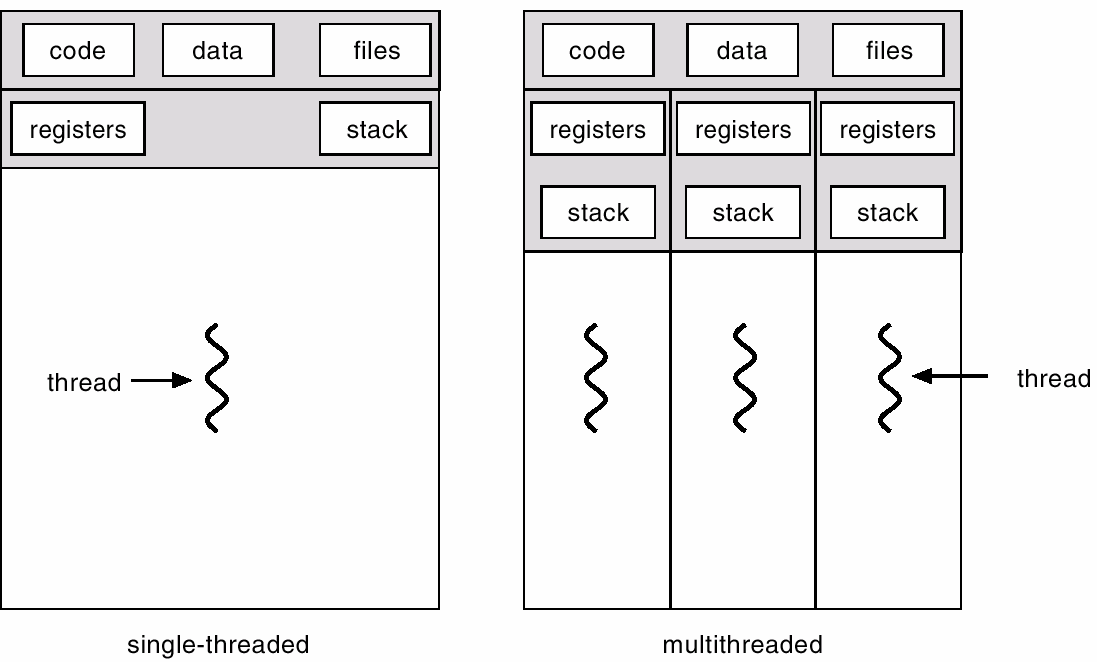 code data files
registers stack
thread
single-threaded
code data files
registers registers registers
stack stack stack
thread
multithreaded